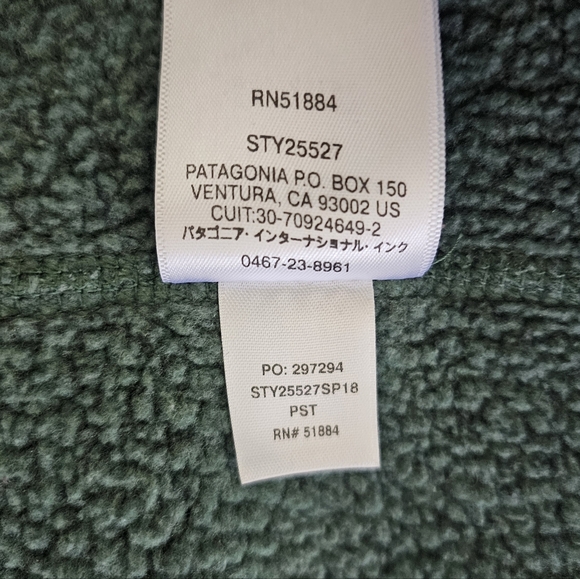 RN51884
STY25527
PATAGONIA P.O. BOX 150
VENTURA, CA 93002 US
CUIT:30-70924649-2
パタゴニア・インターナショナル・インク
0467-23-8961
PO: 297294
STY25527SP18
PST
RN# 51884